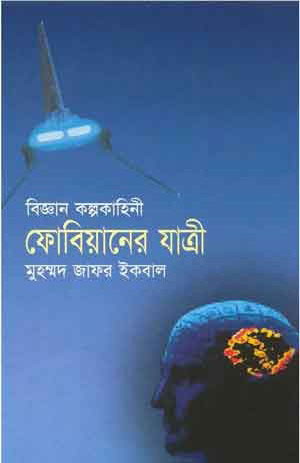 বিজ্ঞান কল্পকাহিনী
ফোবিয়ানের যাত্রী
মুহম্মদ জাফর ইকবাল